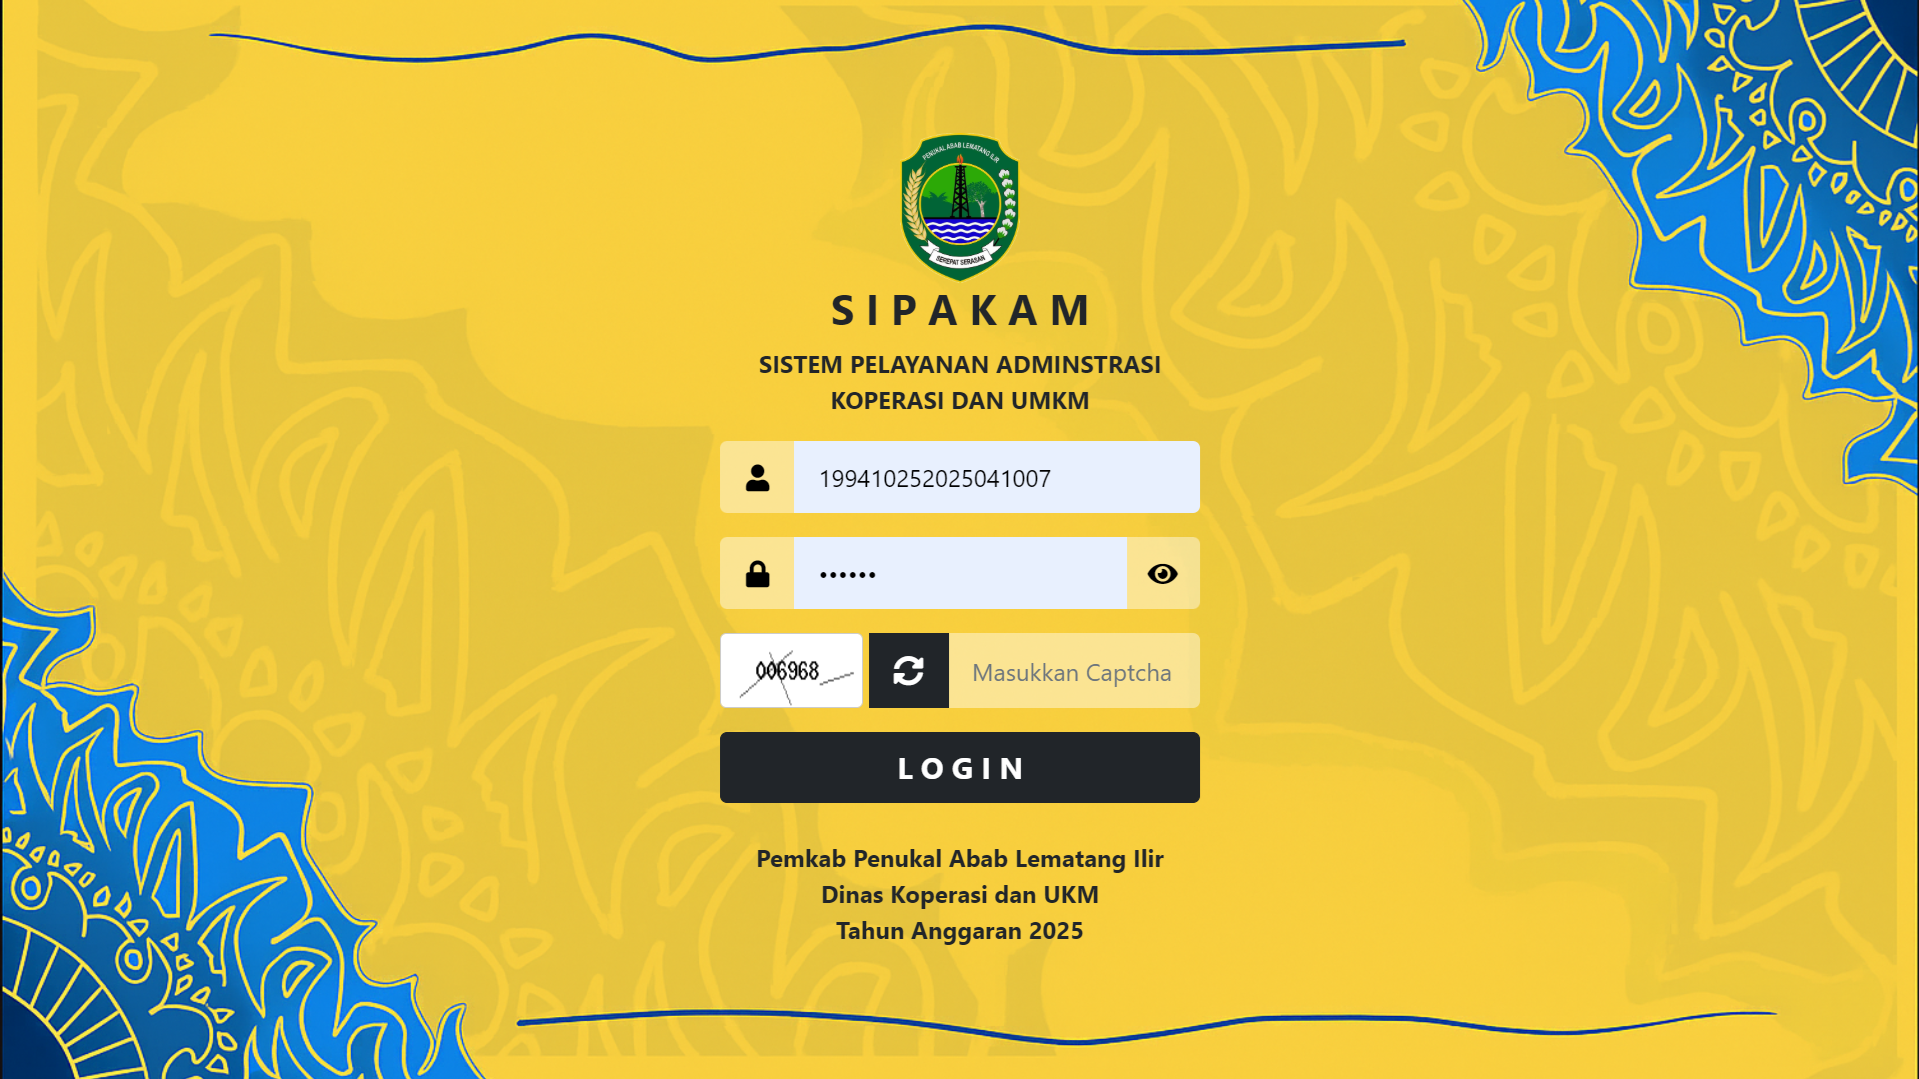 PENUKAL ABAB LEMATANG ILIR
SEREPAT SERASAN
SIPAKAM
SISTEM PELAYANAN ADMINSTRASI
KOPERASI DAN UMKM
199410252025041007
••••••
006968
Masukkan Captcha
LOGIN
Pemkab Penukal Abab Lematang Ilir
Dinas Koperasi dan UKM
Tahun Anggaran 2025